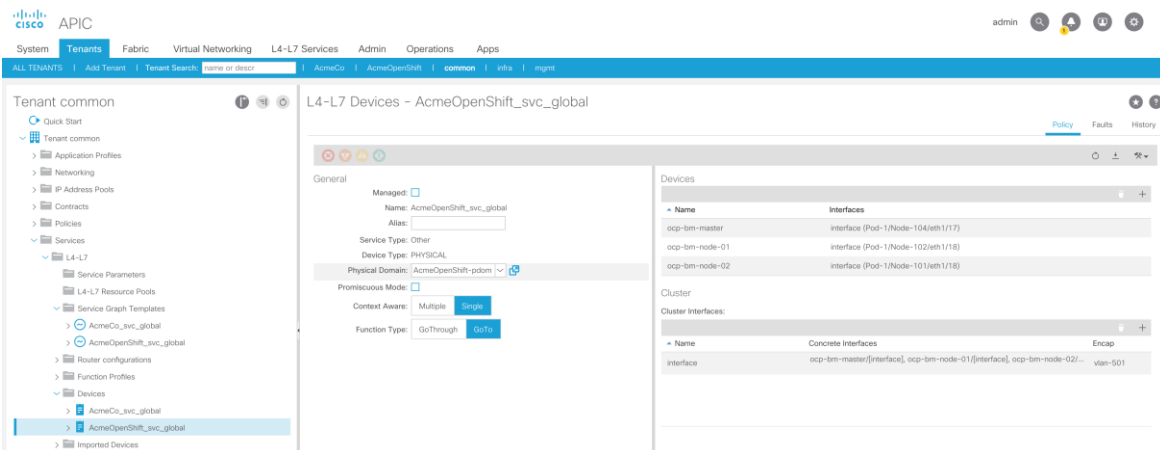 CISCO APIC
admin
1
System Tenants Fabric Virtual Networking L4-L7 Services Admin Operations Apps
ALL TENANTS | Add Tenant | Tenant Search: name or descr | AcmeCo | AcmeOpenShift | common | infra | mgmt
Tenant common
Quick Start
Tenant common
Application Profiles
Networking
IP Address Pools
Contracts
Policies
Services
L4-L7
Service Parameters
L4-L7 Resource Pools
Service Graph Templates
AcmeCo_svc_global
AcmeOpenShift_svc_global
Router configurations
Function Profiles
Devices
AcmeCo_svc_global
AcmeOpenShift_svc_global
Imported Devices
L4-L7 Devices - AcmeOpenShift_svc_global
Policy Faults History
General
Managed:
Name: AcmeOpenShift_svc_global
Alias:
Service Type: Other
Device Type: PHYSICAL
Physical Domain: AcmeOpenShift-pdom
Promiscuous Mode:
Context Aware: Multiple Single
Function Type: GoThrough GoTo
Devices
Name Interfaces
ocp-bm-master interface (Pod-1/Node-104/eth1/17)
ocp-bm-node-01 interface (Pod-1/Node-102/eth1/18)
ocp-bm-node-02 interface (Pod-1/Node-101/eth1/18)
Cluster
Cluster Interfaces:
Name Concrete Interfaces Encap
interface ocp-bm-master/[interface], ocp-bm-node-01/[interface], ocp-bm-node-02/... vlan-501